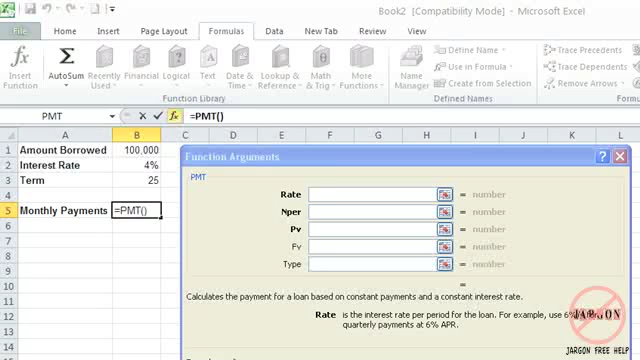 Book2 [Compatibility Mode] - Microsoft Excel
File Home Insert Page Layout Formulas Data Review View
fx Insert Function
Σ AutoSum
Recently Used
Financial
Logical
Text
Date & Time
Lookup & Reference
Math & Trig
More Functions
Function Library
Name Manager
Define Name
Use in Formula
Create from Selection
Defined Names
Trace Precedents
Trace Dependents
Remove Arrows
PMT fx =PMT()
A B C D E F G H I J K L
1 Amount Borrowed 100,000
2 Interest Rate 4%
3 Term 25
4
5 Monthly Payments =PMT()
6
7
8
9
10
11
12
13
14
15
Function Arguments ?
PMT
Rate = number
Nper = number
Pv = number
Fv = number
Type = number
=
Calculates the payment for a loan based on constant payments and a constant interest rate.
Rate is the interest rate per period for the loan. For example, use 6%
quarterly payments at 6% APR.
JARGON
JARGON FREE HELP